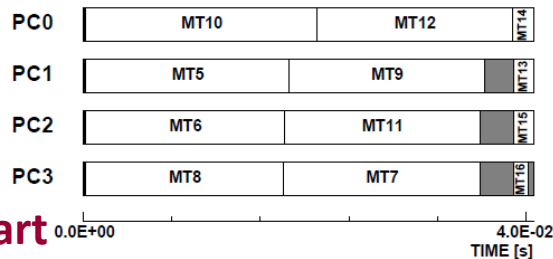 PC0 MT10 MT12 MT14
PC1 MT5 MT9 MT13
PC2 MT6 MT11 MT15
PC3 MT8 MT7 MT16
art 0.0E+00 4.0E-02
TIME [s]